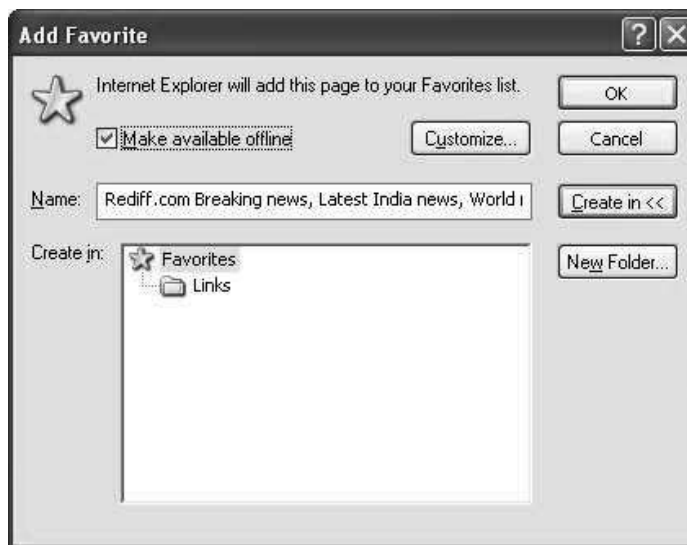 Add Favorite
Internet Explorer will add this page to your Favorites list.
OK
Make available offline
Customize...
Cancel
Name:
Rediff.com Breaking news, Latest India news, World
Create in <<
Create in:
Favorites
New Folder...
Links